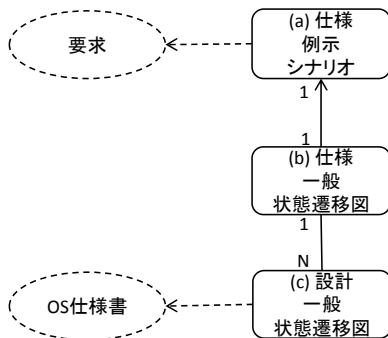 (a) 仕様
例示
シナリオ
要求
1
1
(b) 仕様
一般
状態遷移図
1
N
(c) 設計
一般
状態遷移図
OS仕様書